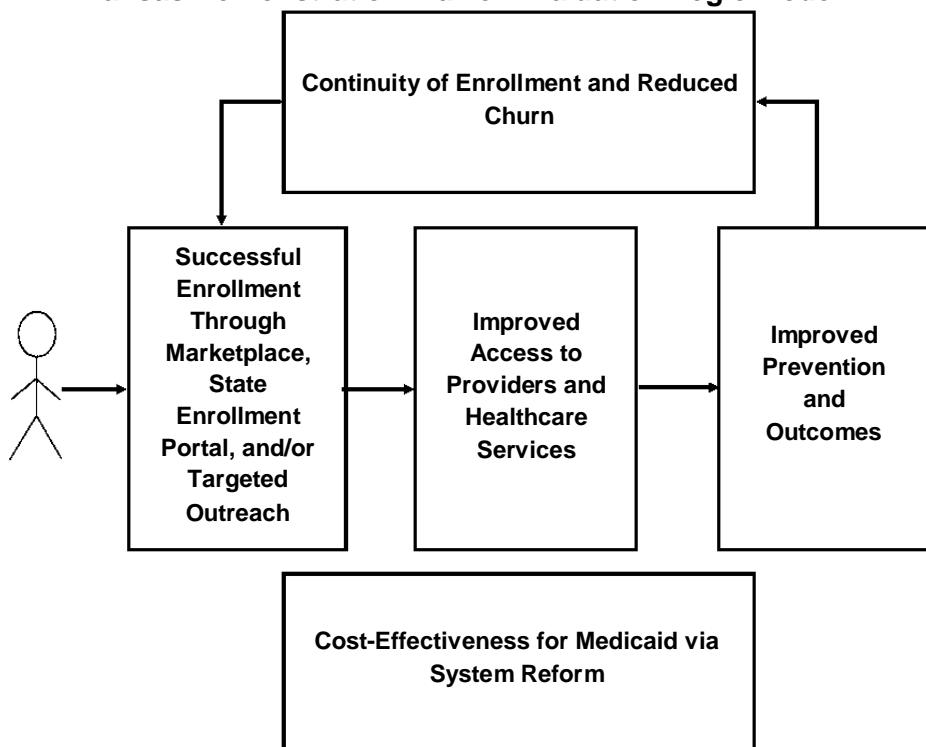 Continuity of Enrollment and Reduced
Churn
Successful
Enrollment
Through
Marketplace,
State
Enrollment
Portal, and/or
Targeted
Outreach
Improved
Access to
Providers and
Healthcare
Services
Improved
Prevention
and
Outcomes
Cost-Effectiveness for Medicaid via
System Reform